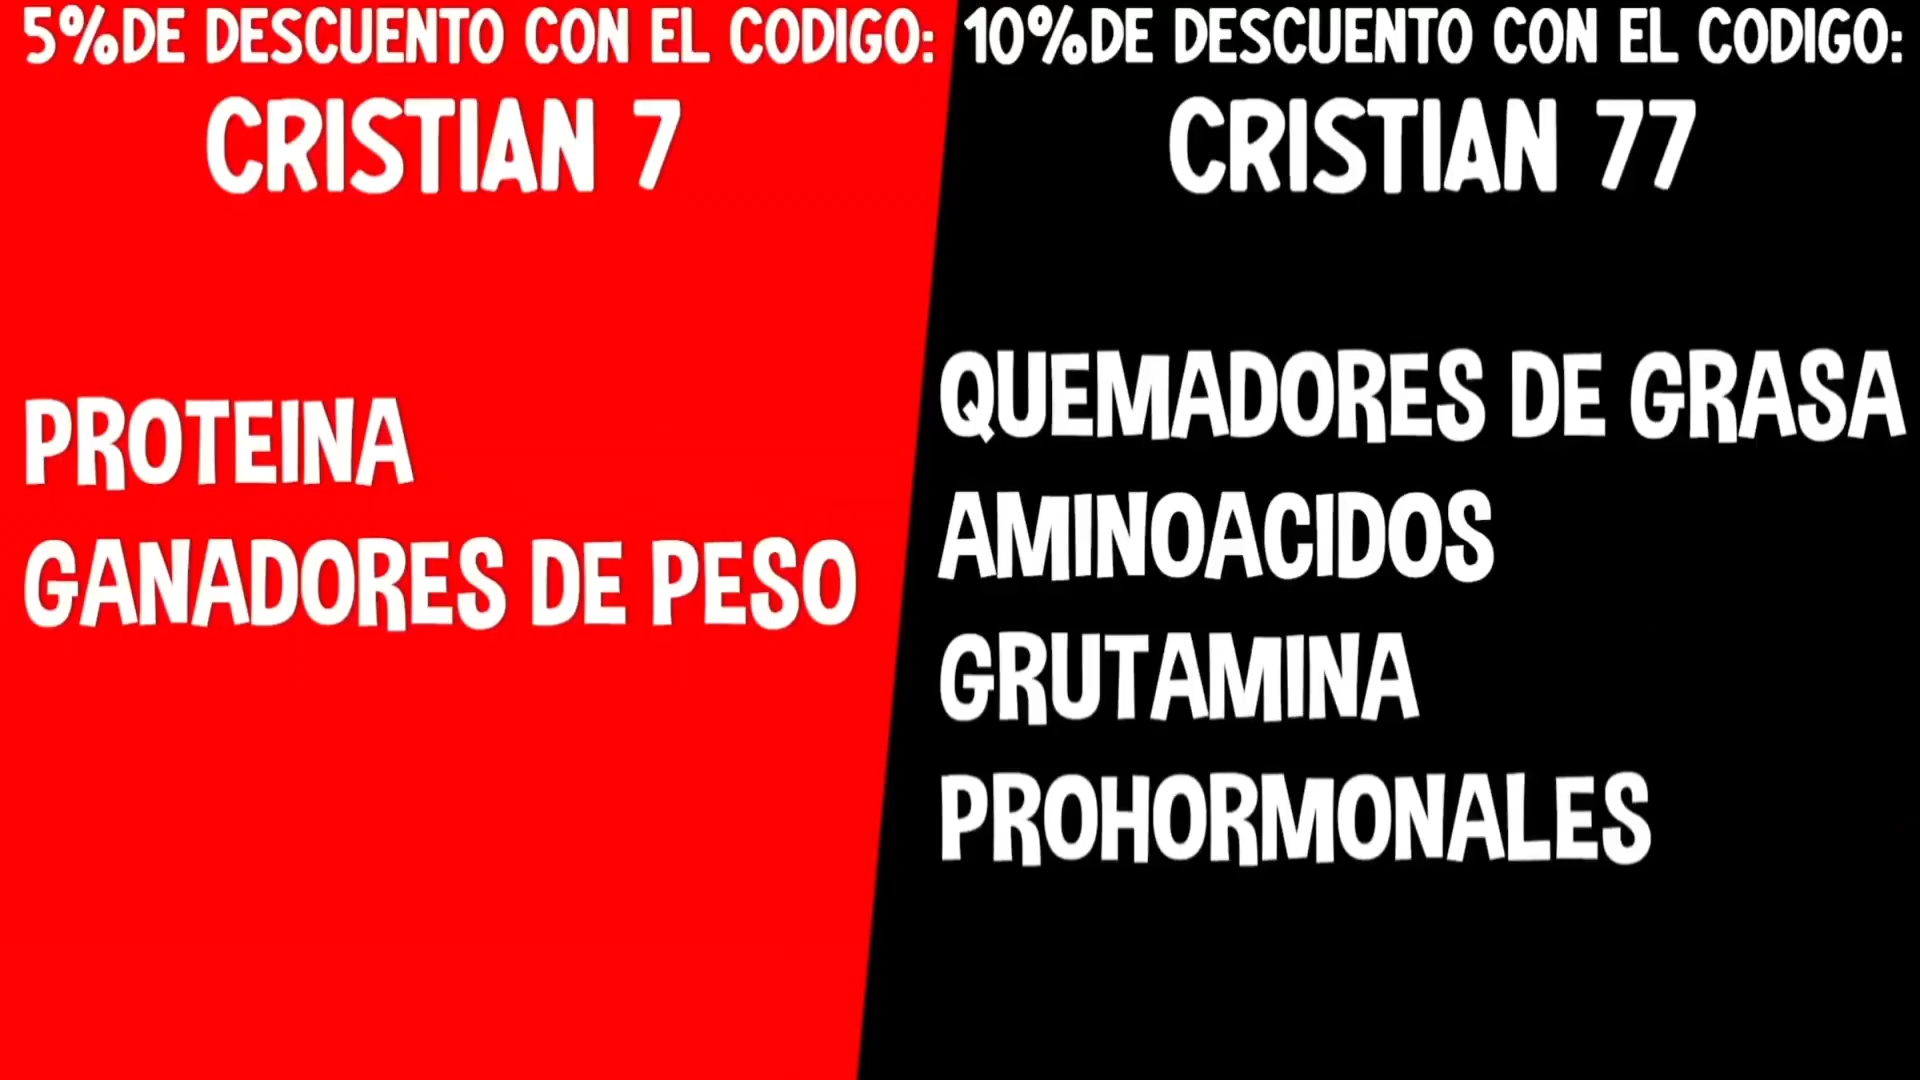 5%DE DESCUENTO CON EL CODIGO:
CRISTIAN 7
PROTEINA
GANADORES DE PESO
10%DE DESCUENTO CON EL CODIGO:
CRISTIAN 77
QUEMADORES DE GRASA
AMINOACIDOS
GRUTAMINA
PROHORMONALES